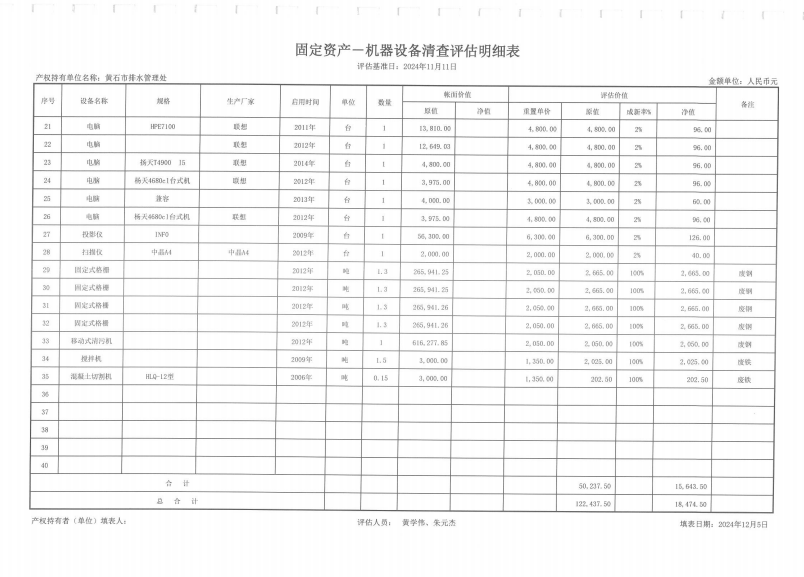 固定资产－机器设备清查评估明细表
评估基准日：2024年11月11日
产权持有单位名称：黄石市排水管理处 金额单位：人民币元
序号 设备名称 规格 生产厂家 启用时间 单位 数量 帐面价值 评估价值 备注
原值 净值 重置单价 原值 成新率% 净值
21 电脑 HPE7100 联想 2011年 台 1 13,810.00 4,800.00 4,800.00 2% 96.00
22 电脑 联想 2012年 台 1 12,649.03 4,800.00 4,800.00 2% 96.00
23 电脑 杨天T4900 I5 联想 2014年 台 1 4,800.00 4,800.00 4,800.00 2% 96.00
24 电脑 杨天4680c1台式机 联想 2012年 台 1 3,975.00 4,800.00 4,800.00 2% 96.00
25 电脑 兼容 2013年 台 1 4,000.00 3,000.00 3,000.00 2% 60.00
26 电脑 杨天4680c1台式机 联想 2012年 台 1 3,975.00 4,800.00 4,800.00 2% 96.00
27 投影仪 INFO 2009年 台 1 56,300.00 6,300.00 6,300.00 2% 126.00
28 扫描仪 中晶A4 中晶A4 2012年 台 1 2,000.00 2,000.00 2,000.00 2% 40.00
29 固定式格栅 2012年 吨 1.3 265,941.25 2,050.00 2,665.00 100% 2,665.00 废钢
30 固定式格栅 2012年 吨 1.3 265,941.25 2,050.00 2,665.00 100% 2,665.00 废钢
31 固定式格栅 2012年 吨 1.3 265,941.26 2,050.00 2,665.00 100% 2,665.00 废钢
32 固定式格栅 2012年 吨 1.3 265,941.26 2,050.00 2,665.00 100% 2,665.00 废钢
33 移动式清污机 2012年 吨 1 616,277.85 2,050.00 2,050.00 100% 2,050.00 废钢
34 搅拌机 2009年 吨 1.5 3,000.00 1,350.00 2,025.00 100% 2,025.00 废铁
35 混凝土切割机 HLQ-12型 2006年 吨 0.15 3,000.00 1,350.00 202.50 100% 202.50 废铁
36
37
38
39
40
合 计 50,237.50 15,643.50
总 合 计 122,437.50 18,474.50
产权持有者（单位）填表人： 评估人员： 黄学伟、朱元杰 填表日期：2024年12月5日